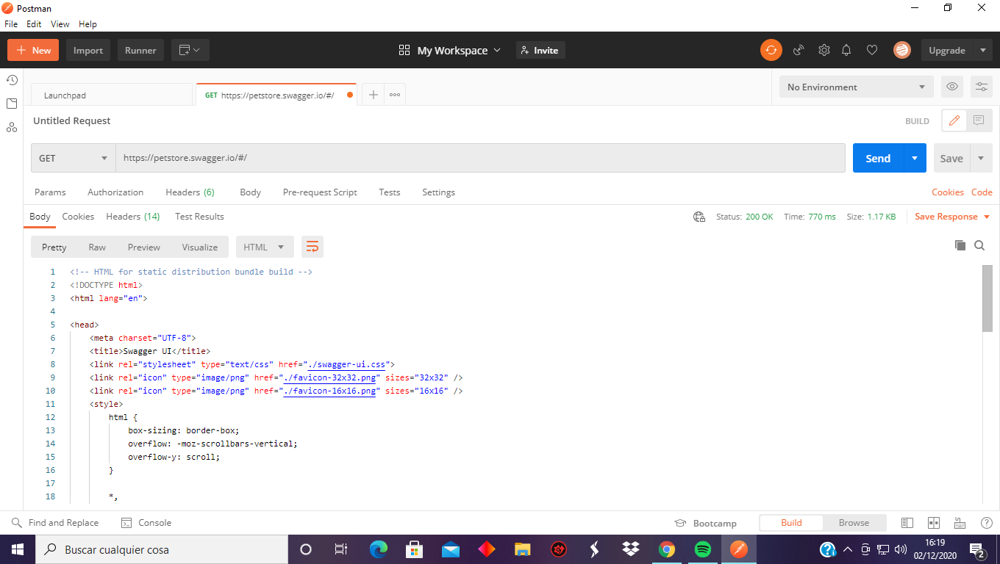 Postman
File Edit View Help
New Import Runner My Workspace Invite Upgrade
Launchpad GET https://petstore.swagger.io/#/ No Environment
Untitled Request BUILD
GET https://petstore.swagger.io/#/ Send Save
Params Authorization Headers (6) Body Pre-request Script Tests Settings Cookies Code
Body Cookies Headers (14) Test Results Status: 200 OK Time: 770 ms Size: 1.17 KB Save Response
Pretty Raw Preview Visualize HTML
1 <!-- HTML for static distribution bundle build -->
2 <!DOCTYPE html>
3 <html lang="en">
4
5 <head>
6 <meta charset="UTF-8">
7 <title>Swagger UI</title>
8 <link rel="stylesheet" type="text/css" href="./swagger-ui.css">
9 <link rel="icon" type="image/png" href="./favicon-32x32.png" sizes="32x32" />
10 <link rel="icon" type="image/png" href="./favicon-16x16.png" sizes="16x16" />
11 <style>
12 html {
13 box-sizing: border-box;
14 overflow: -moz-scrollbars-vertical;
15 overflow-y: scroll;
16 }
17
18 *,
Find and Replace Console Bootcamp Build Browse
Buscar cualquier cosa
16:19
02/12/2020
2